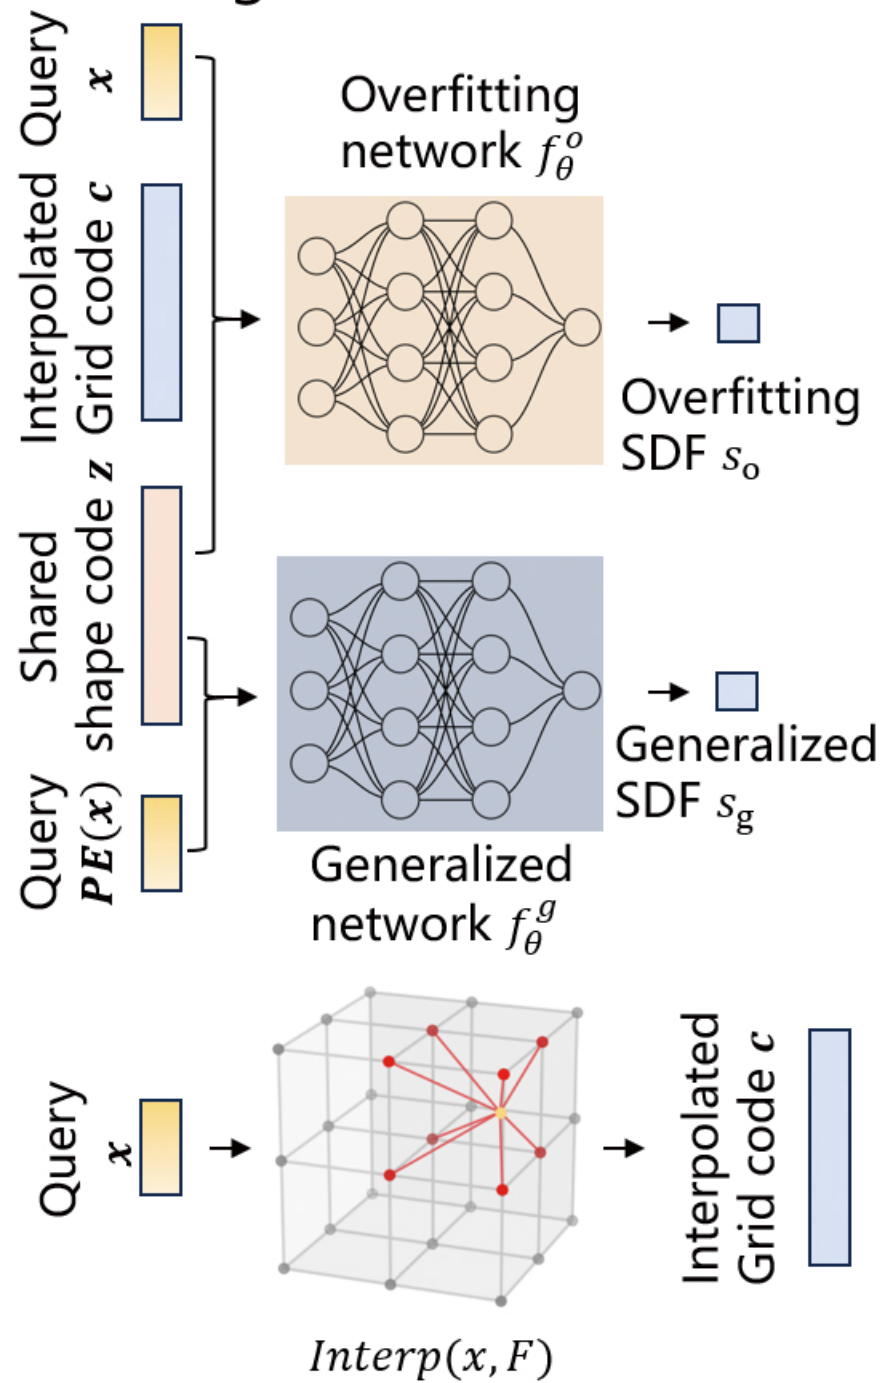 Query
x
Interpolated
Grid code c
Shared
shape code z
Query
PE(x)
Overfitting
network f_θ^o
Overfitting
SDF s_o
Generalized
SDF s_g
Generalized
network f_θ^g
Query
x
Interp(x, F)
Interpolated
Grid code c